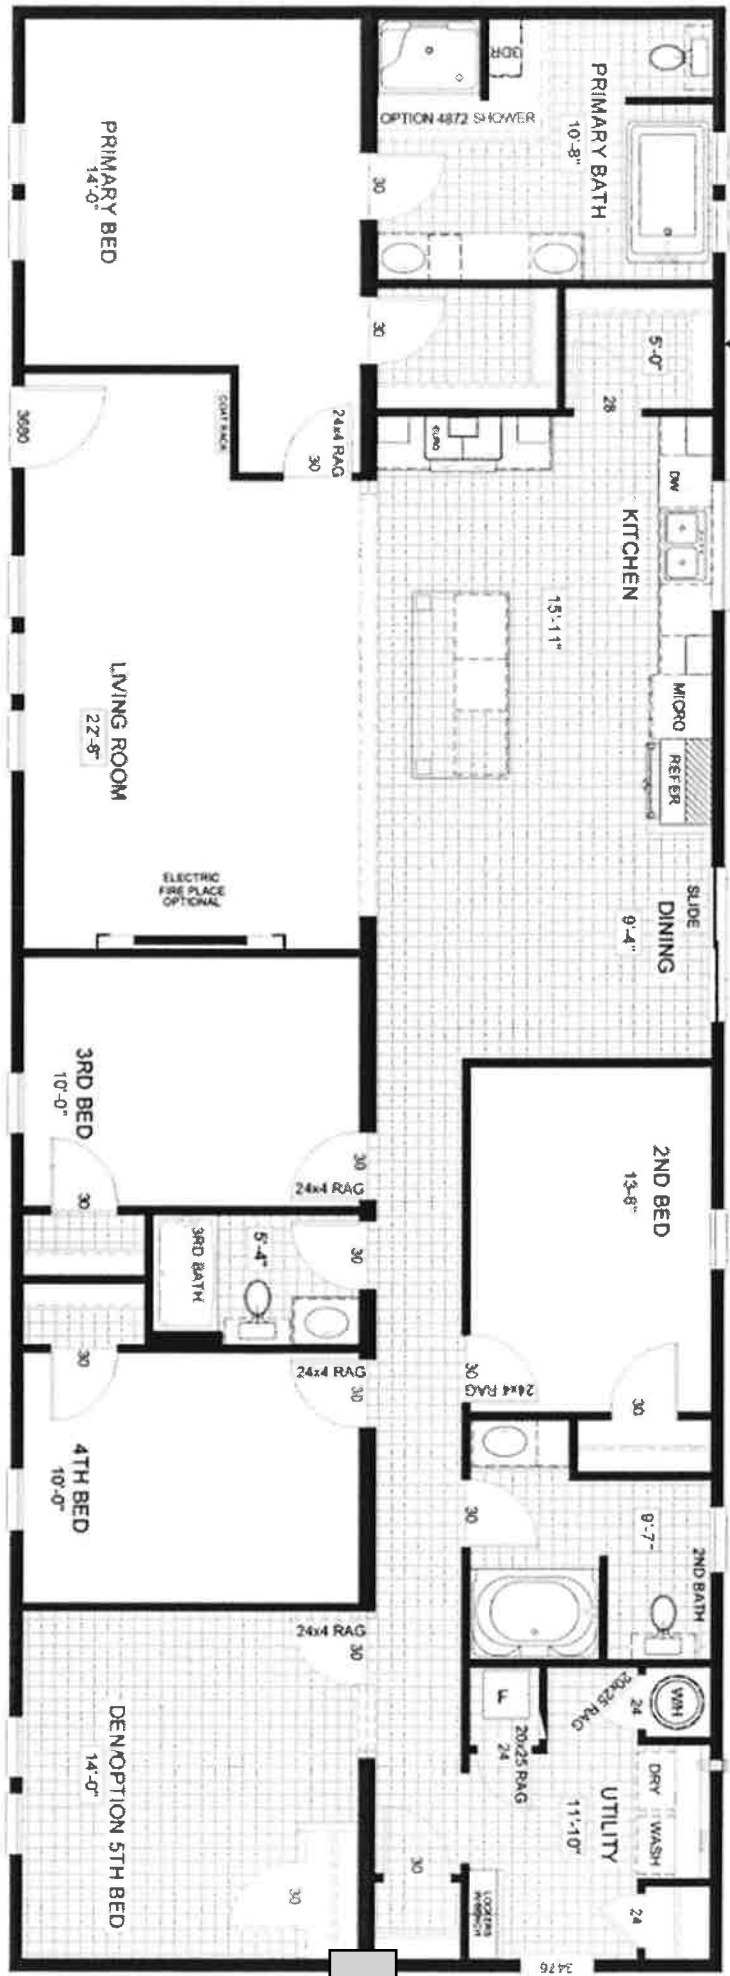 3DR
PRIMARY BATH
10'-8"
OPTION 4872 SHOWER
PRIMARY BED
14'-0"
30
30
5'-0"
28
3680
COAT RACK
24x4 RAG
30
EURO
DW
KITCHEN
15'-11"
MICRO
REFER
LIVING ROOM
22'-8"
ELECTRIC
FIRE PLACE
OPTIONAL
SLIDE
DINING
9'-4"
3RD BED
10'-0"
30
24x4 RAG
30
2ND BED
13'-8"
30
24x4 RAG
30
3RD BATH
5'-4"
30
24x4 RAG
30
30
4TH BED
10'-0"
30
9'-7"
2ND BATH
24x4 RAG
30
F
20x25 RAG
24
20x25 RAG
24
W/H
DRY
WASH
UTILITY
11'-10"
DEN/OPTION 5TH BED
14'-0"
30
30
24
3476